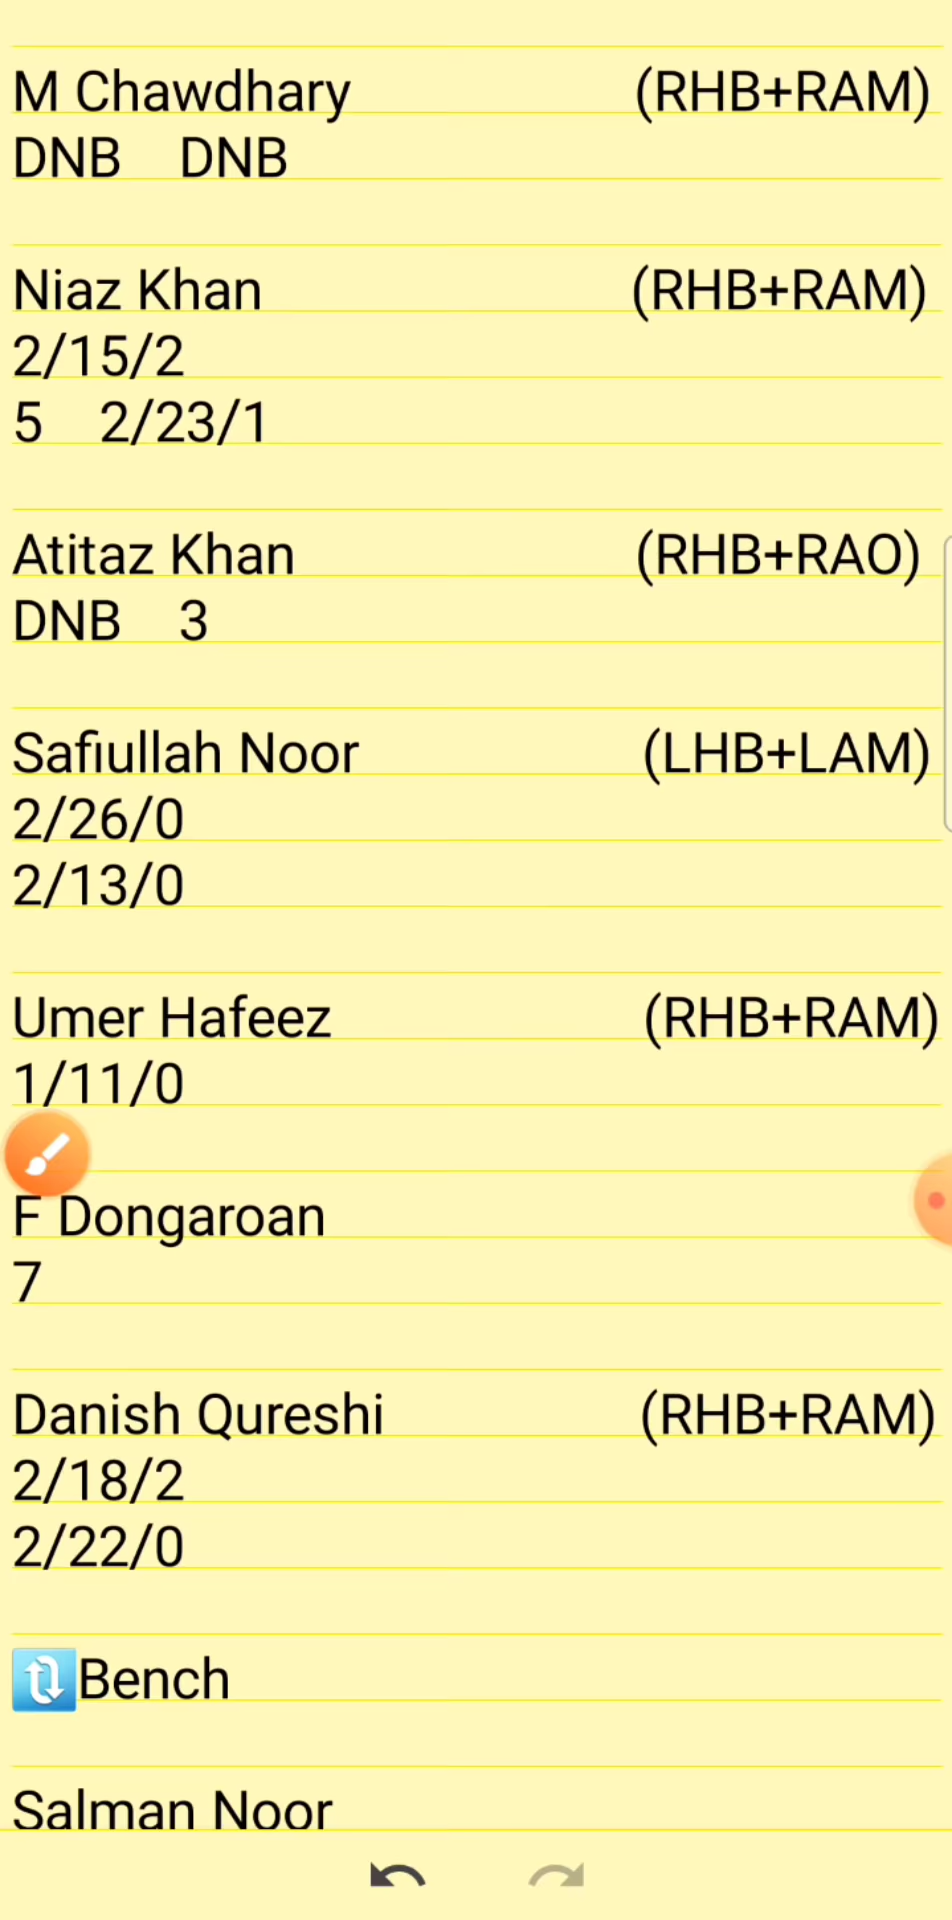 M Chawdhary (RHB+RAM)
DNB DNB
Niaz Khan (RHB+RAM)
2/15/2
5 2/23/1
Atitaz Khan (RHB+RAO)
DNB 3
Safiullah Noor (LHB+LAM)
2/26/0
2/13/0
Umer Hafeez (RHB+RAM)
1/11/0
F Dongaroan
7
Danish Qureshi (RHB+RAM)
2/18/2
2/22/0
Bench
Salman Noor